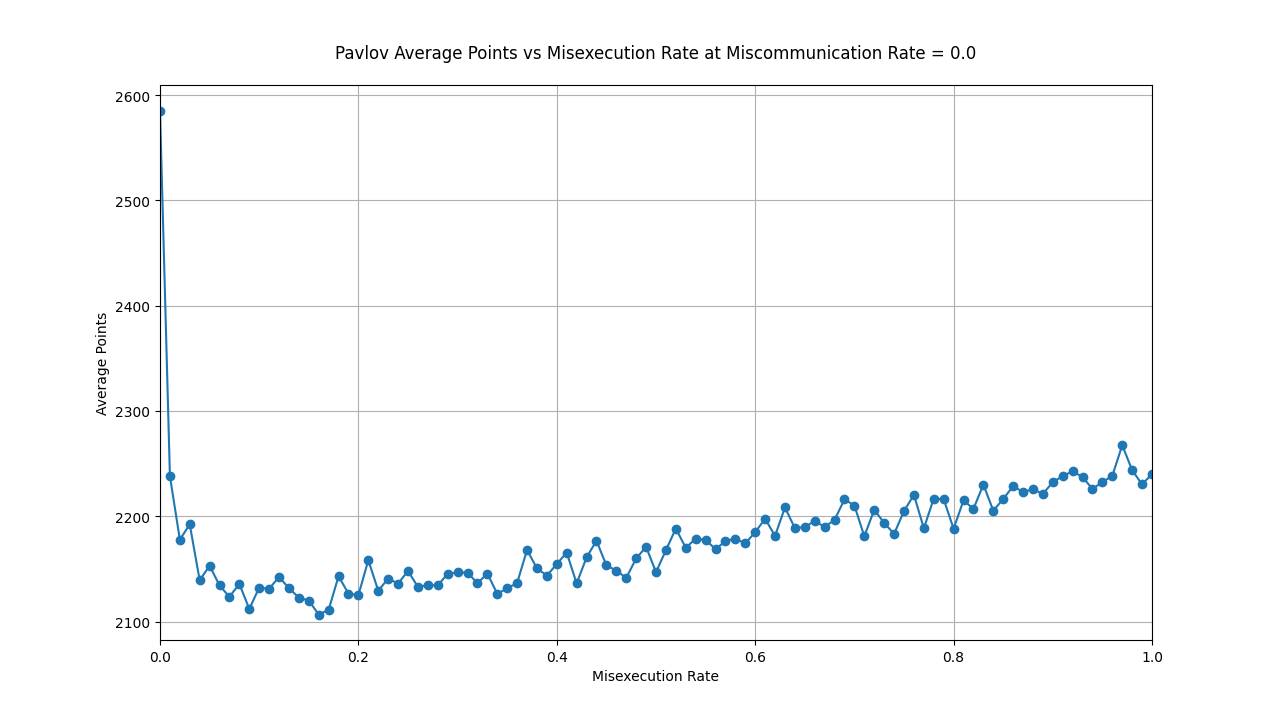 Pavlov Average Points vs Misexecution Rate at Miscommunication Rate = 0.0
2600
2500
2400
2300
2200
2100
Average Points
0.0 0.2 0.4 0.6 0.8 1.0
Misexecution Rate